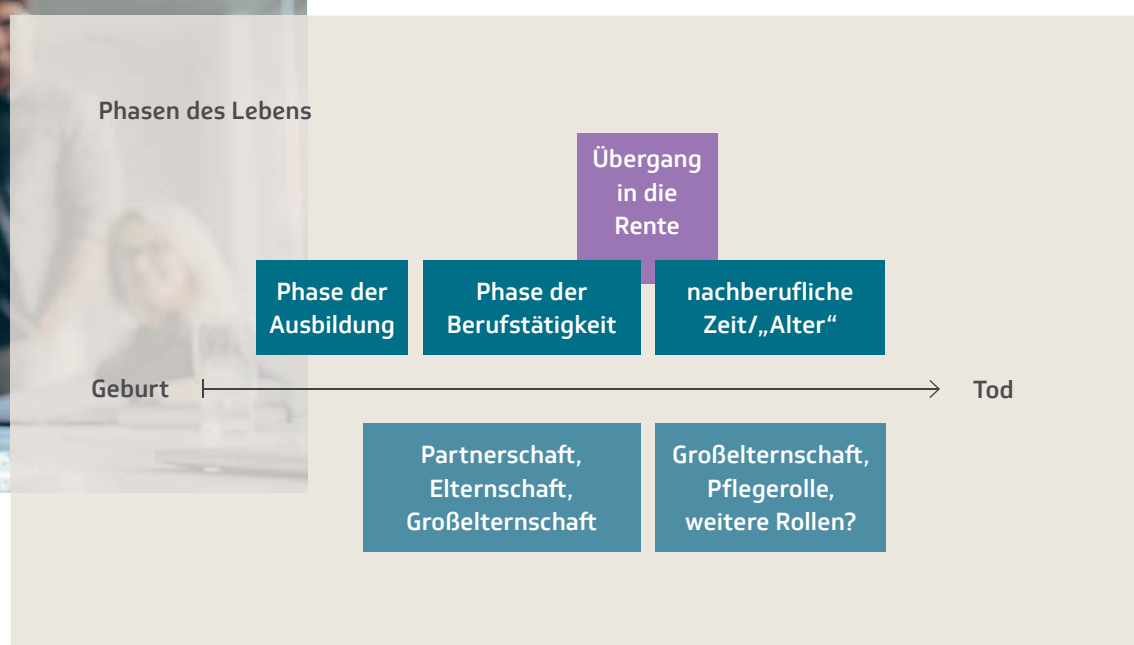 Phasen des Lebens
Übergang
in die
Rente
Phase der
Ausbildung
Phase der
Berufstätigkeit
nachberufliche
Zeit/„Alter“
Geburt
Tod
Partnerschaft,
Elternschaft,
Großelternschaft
Großelternschaft,
Pflegerolle,
weitere Rollen?